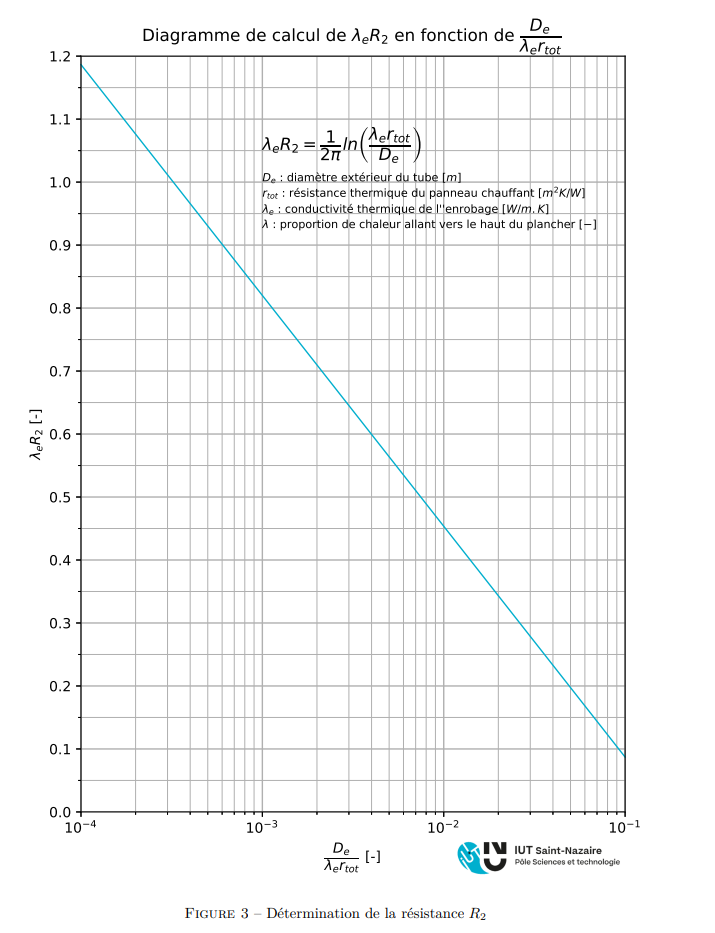 Diagramme de calcul de λₑR₂ en fonction de Dₑ/(λₑrₜₒₜ)
1.2
1.1
λₑR₂ = 1/(2π) ln(λₑrₜₒₜ/Dₑ)
Dₑ : diamètre extérieur du tube [m]
rₜₒₜ : résistance thermique du panneau chauffant [m²K/W]
1.0
λₑ : conductivité thermique de l''enrobage [W/m.K]
λ : proportion de chaleur allant vers le haut du plancher [−]
0.9
0.8
0.7
0.6
λₑR₂ [-]
0.5
0.4
0.3
0.2
0.1
0.0
10⁻⁴ 10⁻³ 10⁻² 10⁻¹
Dₑ/(λₑrₜₒₜ) [-]
IUT
IUT Saint-Nazaire
Pôle Sciences et technologie
FIGURE 3 – Détermination de la résistance R₂